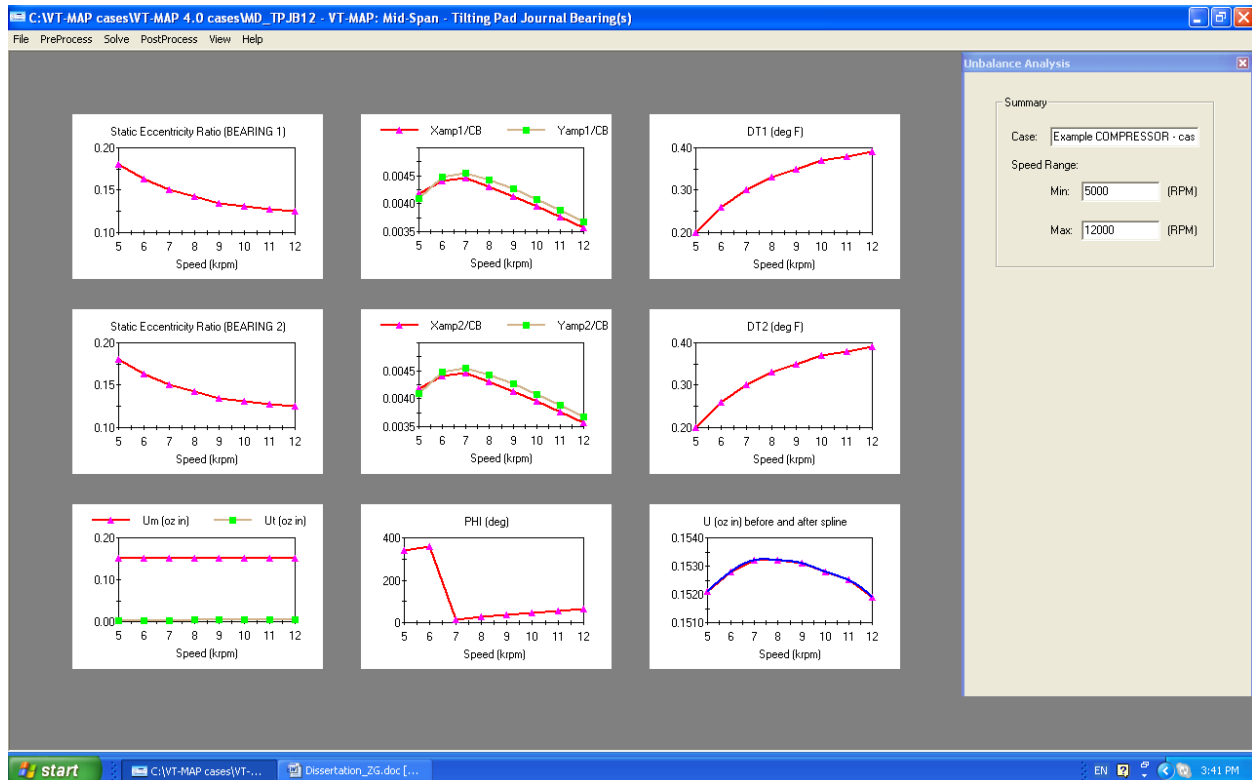 C:\VT-MAP cases\VT-MAP 4.0 cases\MD_TPJB12 - VT-MAP: Mid-Span - Tilting Pad Journal Bearing(s)
File PreProcess Solve PostProcess View Help
Static Eccentricity Ratio (BEARING 1)
0.20
0.15
0.10
5 6 7 8 9 10 11 12
Speed (krpm)
Xamp1/CB Yamp1/CB
0.0045
0.0040
0.0035
5 6 7 8 9 10 11 12
Speed (krpm)
DT1 (deg F)
0.40
0.30
0.20
5 6 7 8 9 10 11 12
Speed (krpm)
Static Eccentricity Ratio (BEARING 2)
0.20
0.15
0.10
5 6 7 8 9 10 11 12
Speed (krpm)
Xamp2/CB Yamp2/CB
0.0045
0.0040
0.0035
5 6 7 8 9 10 11 12
Speed (krpm)
DT2 (deg F)
0.40
0.30
0.20
5 6 7 8 9 10 11 12
Speed (krpm)
Um (oz in) Ut (oz in)
0.20
0.10
0.00
5 6 7 8 9 10 11 12
Speed (krpm)
PHI (deg)
400
200
0
5 6 7 8 9 10 11 12
Speed (krpm)
U (oz in) before and after spline
0.1540
0.1530
0.1520
0.1510
5 6 7 8 9 10 11 12
Speed (krpm)
Unbalance Analysis
Summary
Case: Example COMPRESSOR - cas
Speed Range:
Min: 5000 (RPM)
Max: 12000 (RPM)
start C:\VT-MAP cases\VT-... Dissertation_ZG.doc [... EN 3:41 PM